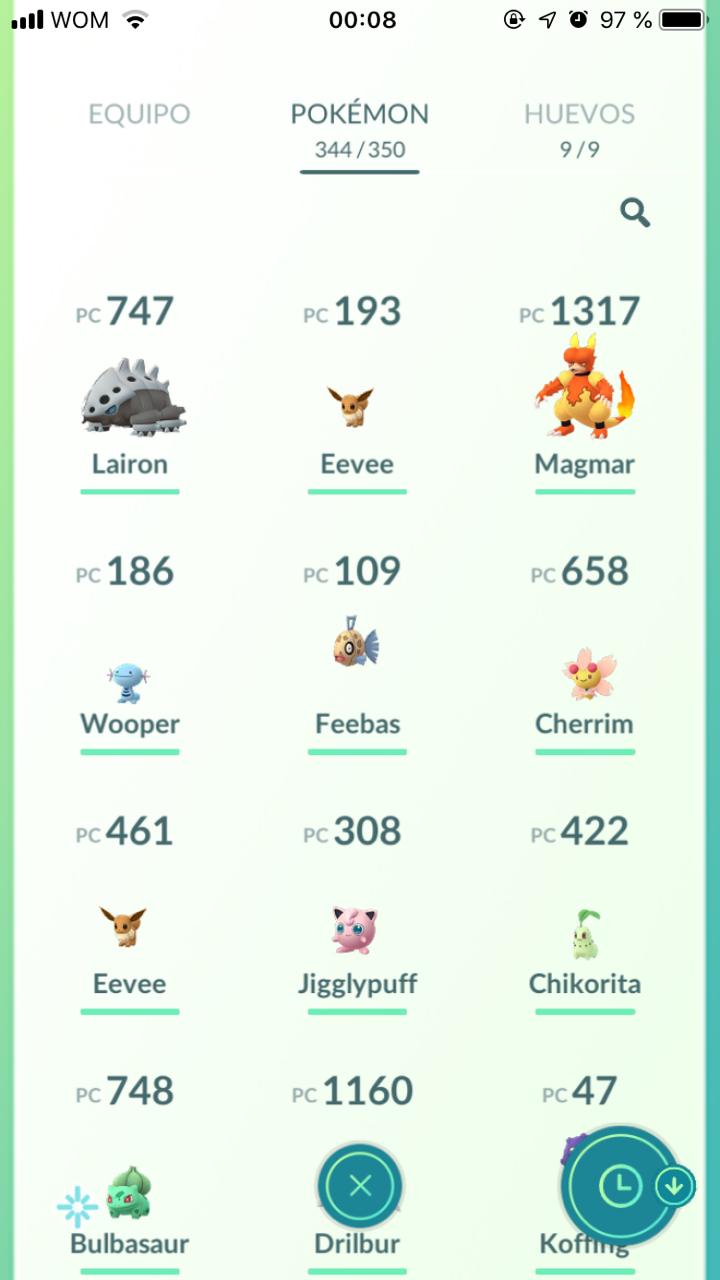 WOM 00:08 97 %
EQUIPO POKÉMON HUEVOS
344 / 350 9 / 9
PC 747 PC 193 PC 1317
Lairon Eevee Magmar
PC 186 PC 109 PC 658
Wooper Feebas Cherrim
PC 461 PC 308 PC 422
Eevee Jigglypuff Chikorita
PC 748 PC 1160 PC 47
Bulbasaur Drilbur Koffing